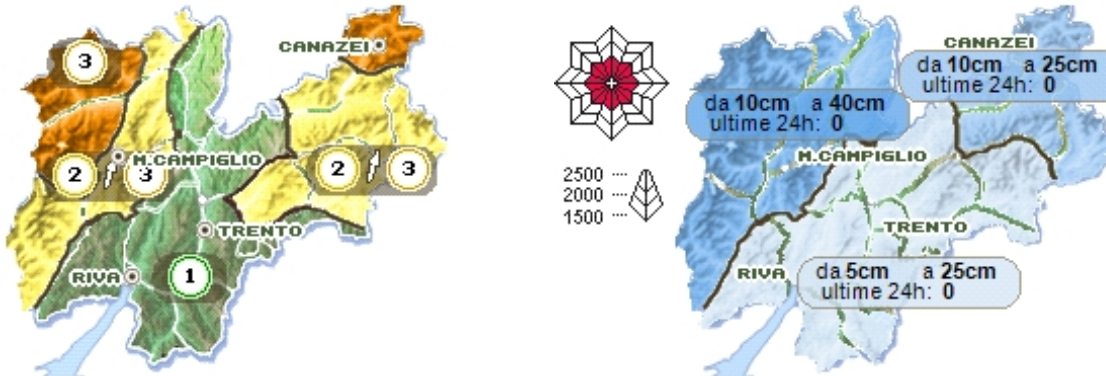 CANAZEI
3
M.CAMPIGLIO
2 3
2 3
TRENTO
RIVA
1
2500
2000
1500
CANAZEI
da 10cm a 25cm
ultime 24h: 0
da 10cm a 40cm
ultime 24h: 0
M.CAMPIGLIO
TRENTO
RIVA
da 5cm a 25cm
ultime 24h: 0